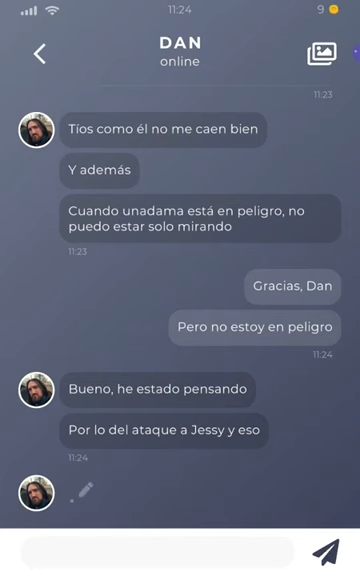 11:24
9
DAN
online
11:23
Tíos como él no me caen bien
Y además
Cuando unadama está en peligro, no
puedo estar solo mirando
11:23
Gracias, Dan
Pero no estoy en peligro
11:24
Bueno, he estado pensando
Por lo del ataque a Jessy y eso
11:24